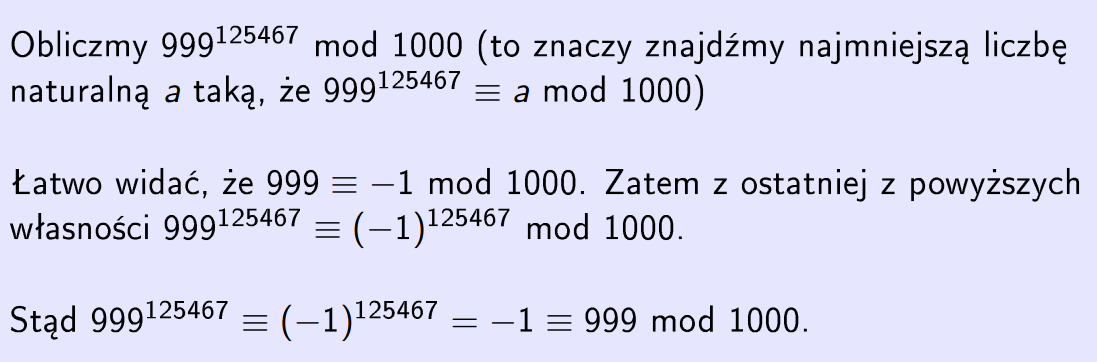 Obliczmy 999^125467 mod 1000 (to znaczy znajdźmy najmniejszą liczbę
naturalną a taką, że 999^125467 ≡ a mod 1000)
Łatwo widać, że 999 ≡ −1 mod 1000. Zatem z ostatniej z powyższych
własności 999^125467 ≡ (−1)^125467 mod 1000.
Stąd 999^125467 ≡ (−1)^125467 = −1 ≡ 999 mod 1000.